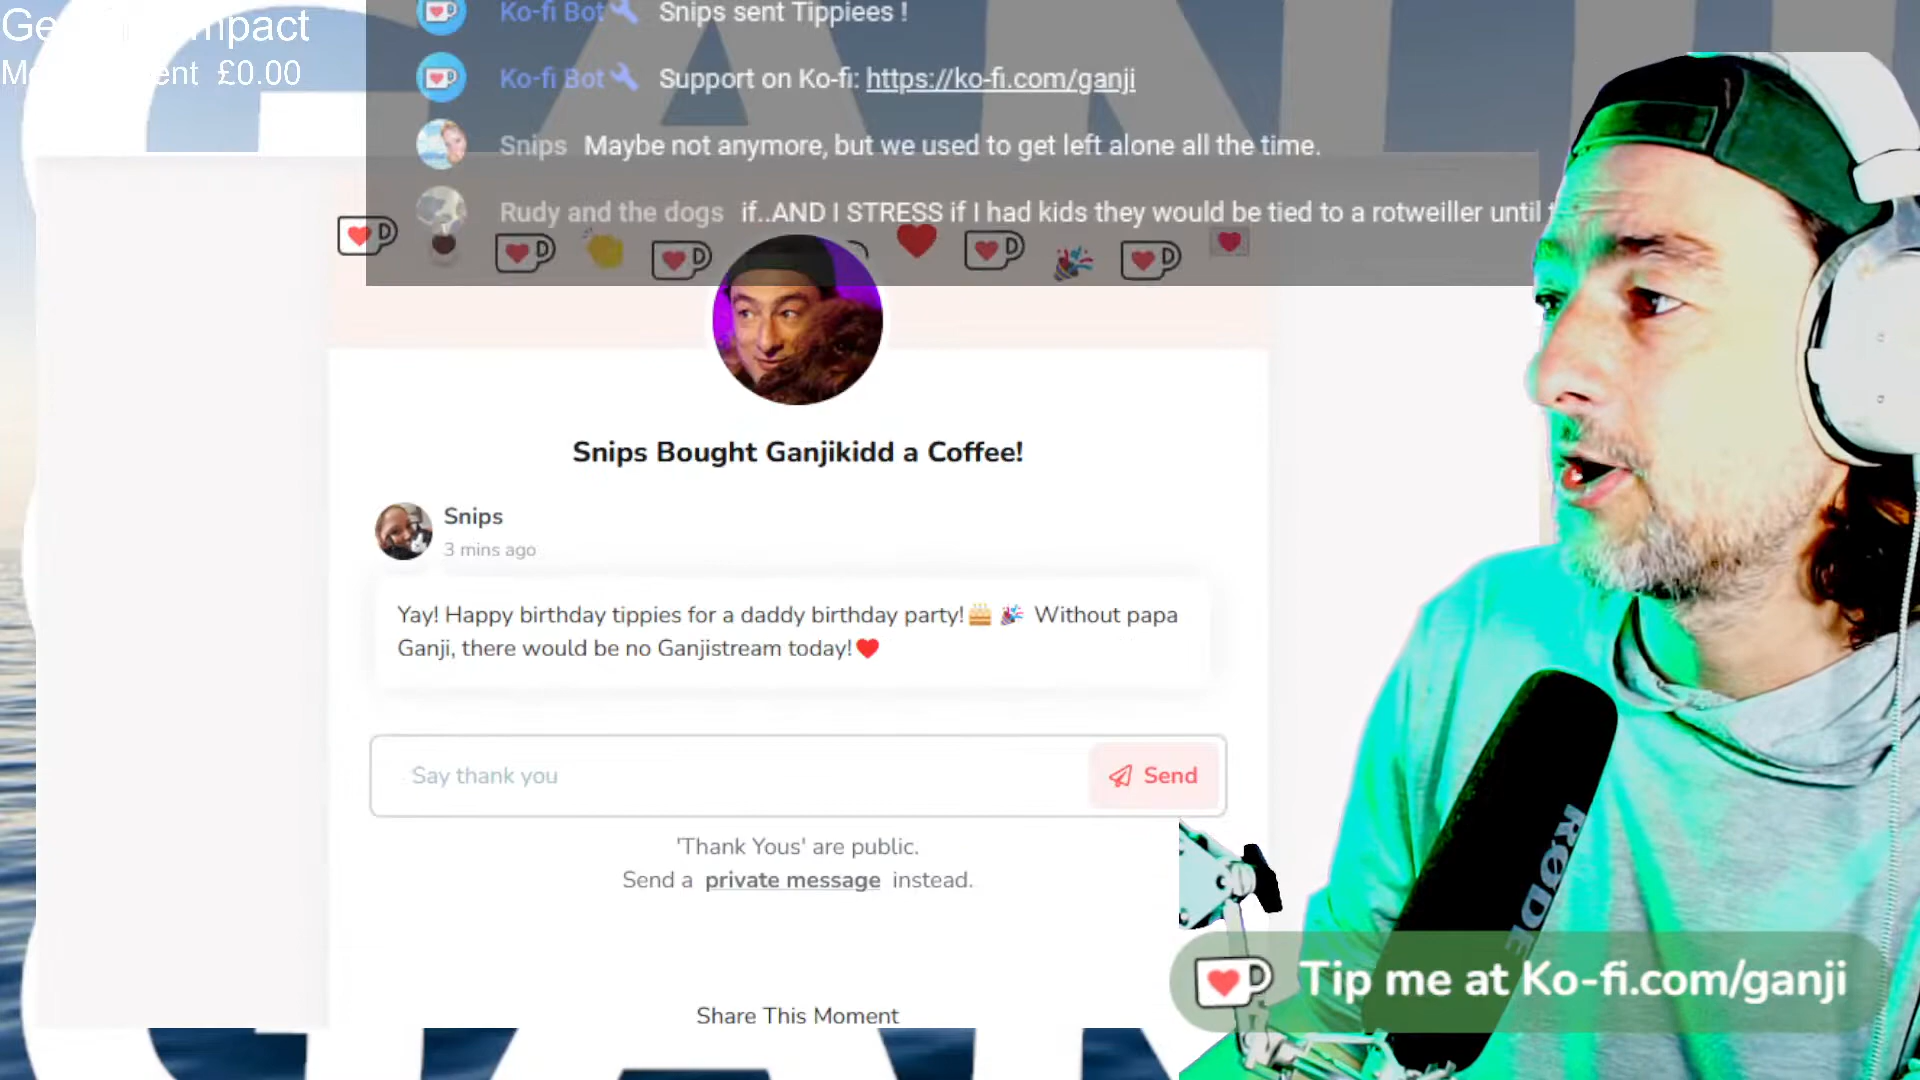 Ko-fi Bot Snips sent Tippiees !
Ko-fi Bot Support on Ko-fi: https://ko-fi.com/ganji
£0.00
Snips Maybe not anymore, but we used to get left alone all the time.
Rudy and the dogs if..AND I STRESS if I had kids they would be tied to a rotweiller until
Snips Bought Ganjikidd a Coffee!
Snips
3 mins ago
Yay! Happy birthday tippies for a daddy birthday party!🎂 🎉 Without papa
Ganji, there would be no Ganjistream today!❤️
Say thank you
Send
'Thank Yous' are public.
Send a private message instead.
Share This Moment
RØDE
Tip me at Ko-fi.com/ganji